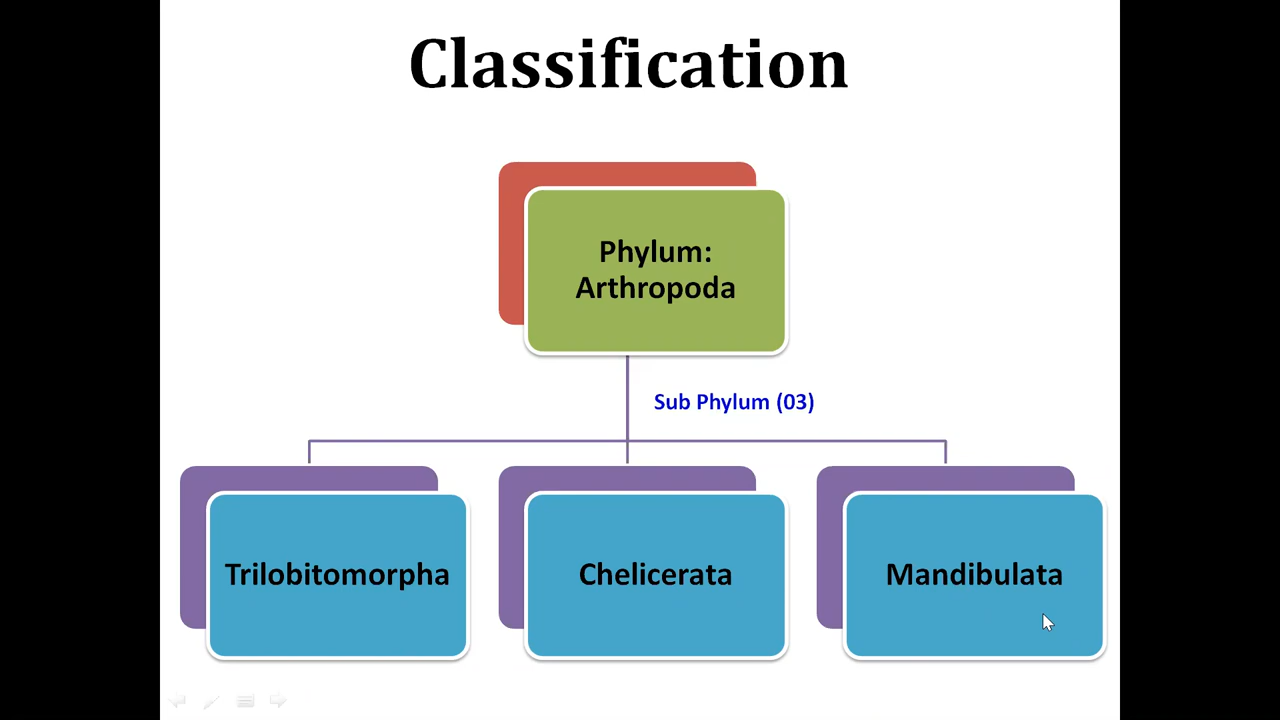 Classification
Phylum:
Arthropoda
Sub Phylum (03)
Trilobitomorpha
Chelicerata
Mandibulata